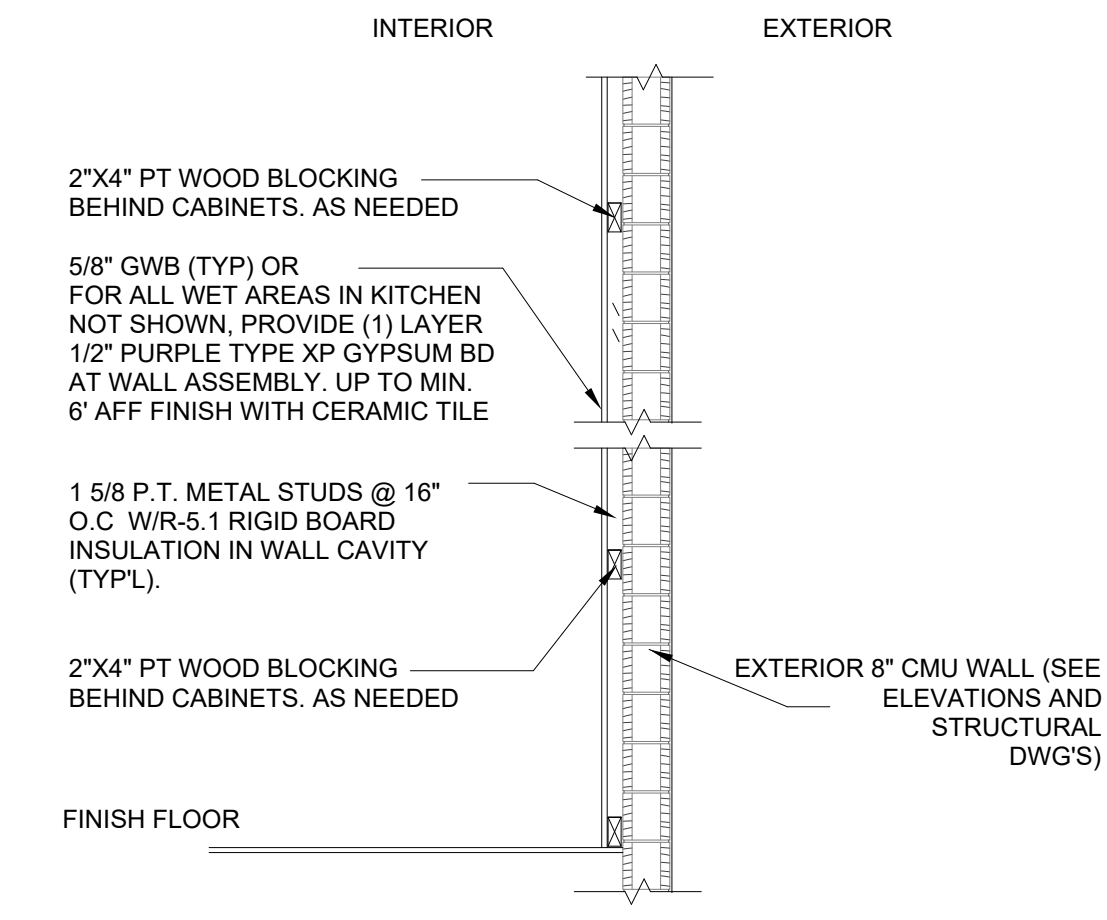 INTERIOR
EXTERIOR
2"X4" PT WOOD BLOCKING
BEHIND CABINETS. AS NEEDED
5/8" GWB (TYP) OR
FOR ALL WET AREAS IN KITCHEN
NOT SHOWN, PROVIDE (1) LAYER
1/2" PURPLE TYPE XP GYPSUM BD
AT WALL ASSEMBLY. UP TO MIN.
6' AFF FINISH WITH CERAMIC TILE
1 5/8 P.T. METAL STUDS @ 16"
O.C  W/R-5.1 RIGID BOARD
INSULATION IN WALL CAVITY
(TYP'L).
2"X4" PT WOOD BLOCKING
BEHIND CABINETS. AS NEEDED
EXTERIOR 8" CMU WALL (SEE
ELEVATIONS AND
STRUCTURAL
DWG'S)
FINISH FLOOR